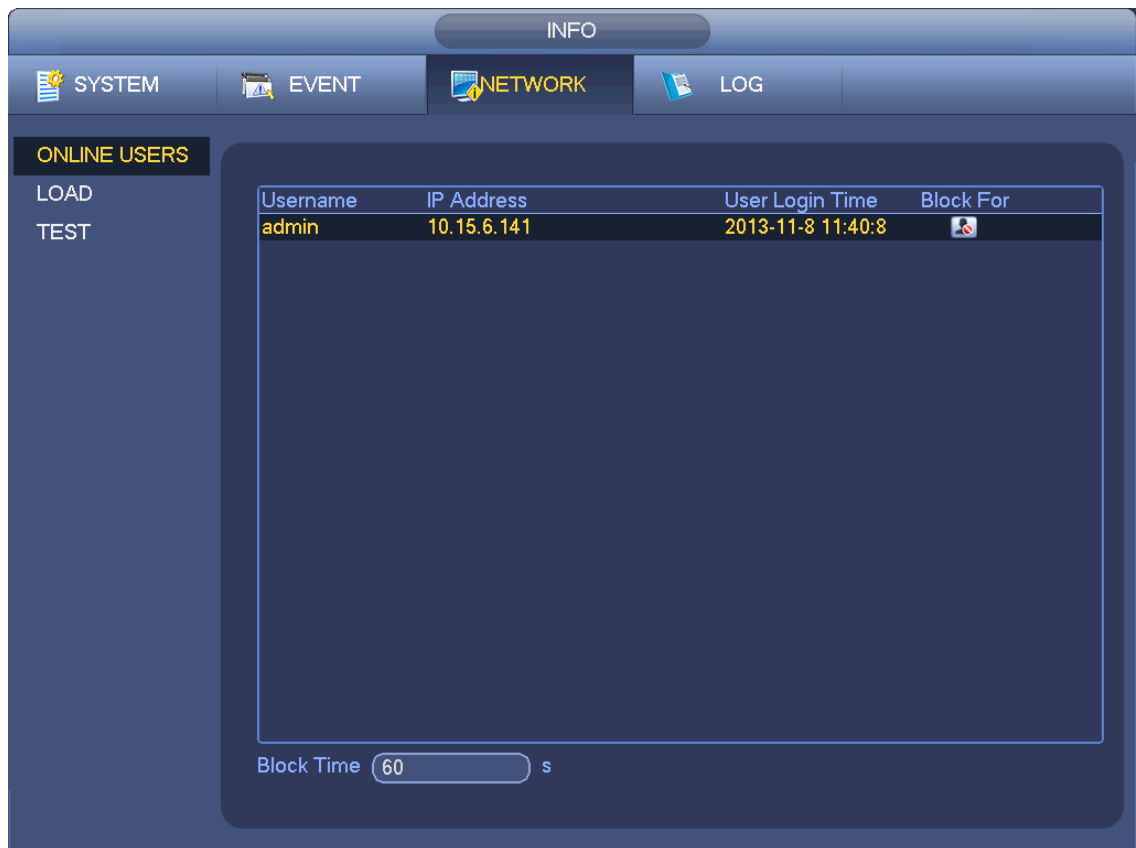 INFO
SYSTEM EVENT NETWORK LOG
ONLINE USERS
LOAD
TEST
Username IP Address User Login Time Block For
admin 10.15.6.141 2013-11-8 11:40:8
Block Time 60 s